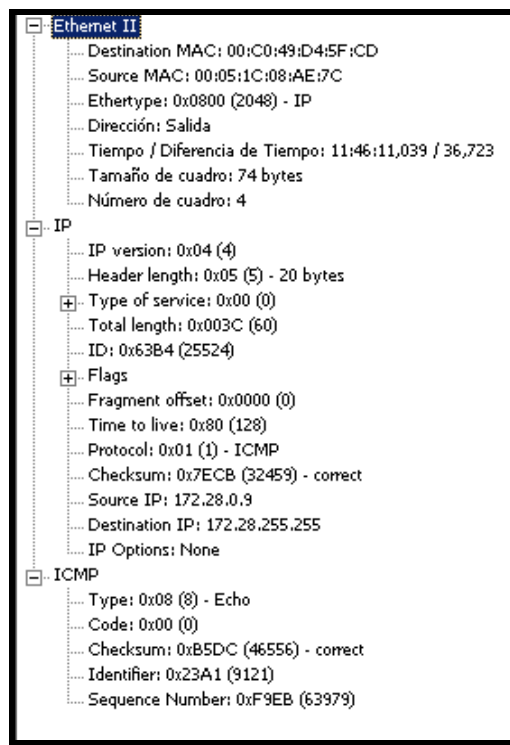 Ethernet II
Destination MAC: 00:C0:49:D4:5F:CD
Source MAC: 00:05:1C:08:AE:7C
Ethertype: 0x0800 (2048) - IP
Dirección: Salida
Tiempo / Diferencia de Tiempo: 11:46:11,039 / 36,723
Tamaño de cuadro: 74 bytes
Número de cuadro: 4
IP
IP version: 0x04 (4)
Header length: 0x05 (5) - 20 bytes
Type of service: 0x00 (0)
Total length: 0x003C (60)
ID: 0x63B4 (25524)
Flags
Fragment offset: 0x0000 (0)
Time to live: 0x80 (128)
Protocol: 0x01 (1) - ICMP
Checksum: 0x7ECB (32459) - correct
Source IP: 172.28.0.9
Destination IP: 172.28.255.255
IP Options: None
ICMP
Type: 0x08 (8) - Echo
Code: 0x00 (0)
Checksum: 0xB5DC (46556) - correct
Identifier: 0x23A1 (9121)
Sequence Number: 0xF9EB (63979)